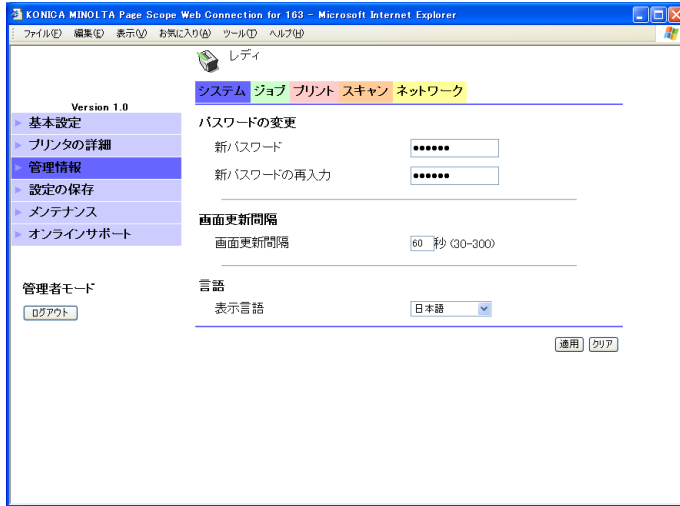 KONICA MINOLTA Page Scope Web Connection for 163 - Microsoft Internet Explorer
ファイル(F) 編集(E) 表示(V) お気に入り(A) ツール(T) ヘルプ(H)
レディ
システム ジョブ プリント スキャン ネットワーク
Version 1.0
基本設定
プリンタの詳細
管理情報
設定の保存
メンテナンス
オンラインサポート
管理者モード
ログアウト
パスワードの変更
新パスワード ●●●●●●
新パスワードの再入力 ●●●●●●
画面更新間隔
画面更新間隔 60 秒 (30-300)
言語
表示言語 日本語
適用 クリア